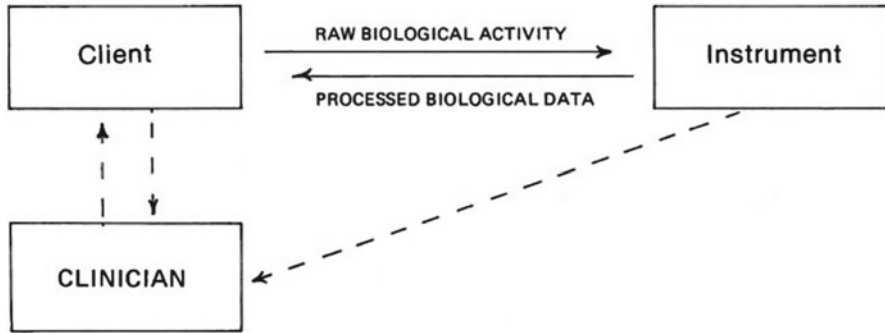 Client
RAW BIOLOGICAL ACTIVITY
Instrument
PROCESSED BIOLOGICAL DATA
CLINICIAN